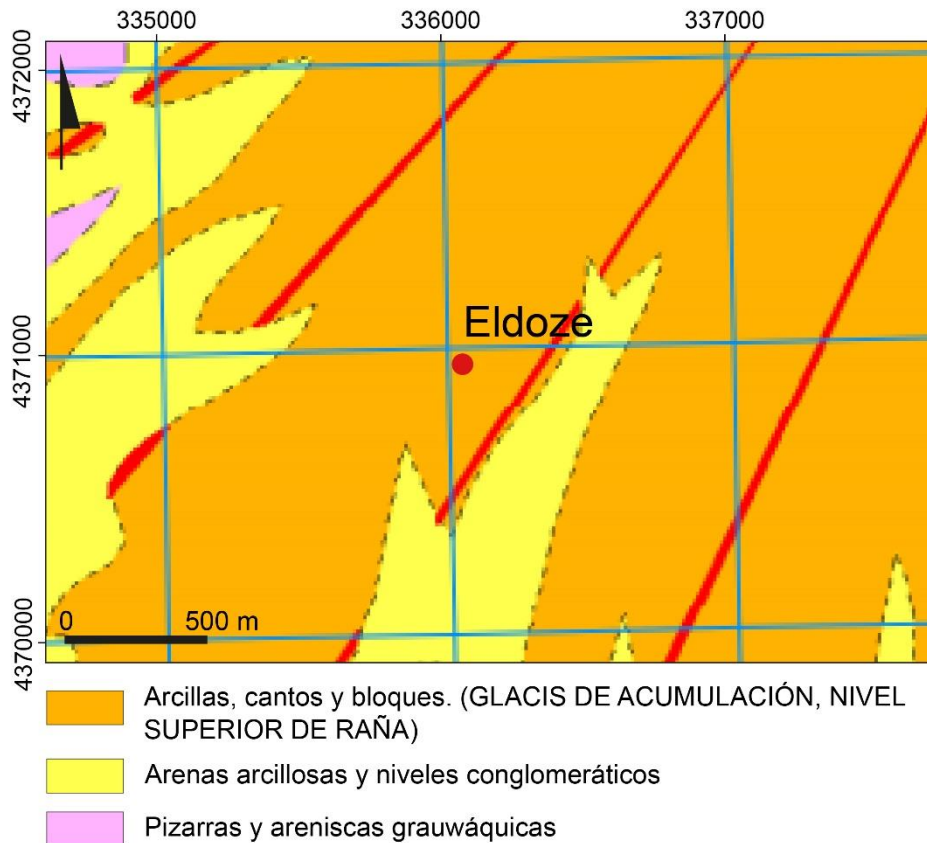 335000 336000 337000
4372000
4371000
4370000
Eldoze
0 500 m
Arcillas, cantos y bloques. (GLACIS DE ACUMULACIÓN, NIVEL
SUPERIOR DE RAÑA)
Arenas arcillosas y niveles conglomeráticos
Pizarras y areniscas grauwáquicas